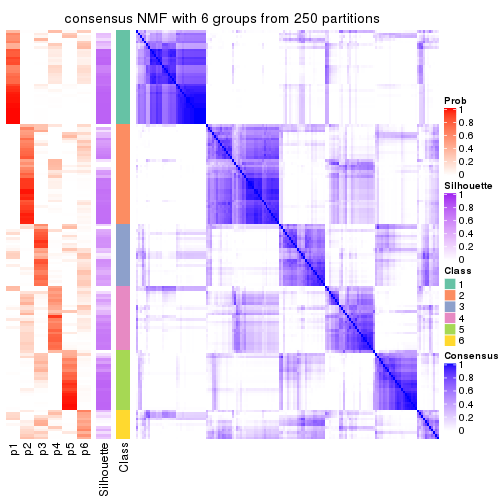 consensus NMF with 6 groups from 250 partitions
Prob
1
0.8
0.6
0.4
0.2
0
Silhouette
1
0.8
0.6
0.4
0.2
0
Class
1
2
3
4
5
6
Consensus
1
0.8
0.6
0.4
0.2
0
p1
p2
p3
p4
p5
p6
Silhouette
Class